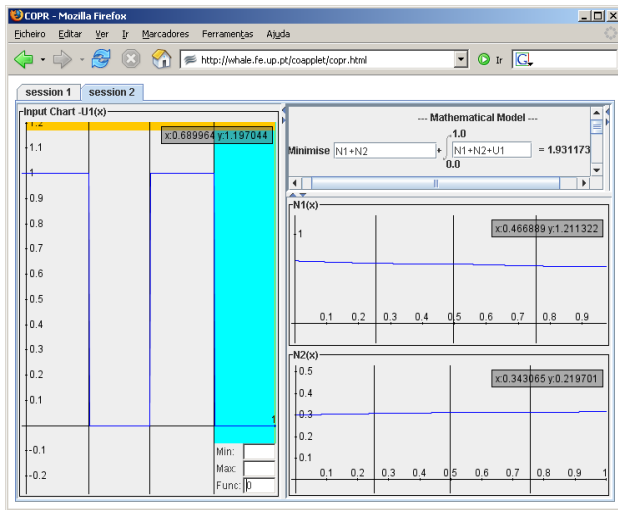 COPR - Mozilla Firefox
Ficheiro Editar Ver Ir Marcadores Ferramentas Ajuda
http://whale.fe.up.pt/coapplet/copr.html Ir G
session 1 session 2
Input Chart -U1(x)
1.2
x:0.689964 y:1.197044
1.1
1
0.9
0.8
0.7
0.6
0.5
0.4
0.3
0.1
1
-0.1
-0.2
Min:
Max:
Func: 0
--- Mathematical Model ---
1.0
Minimise N1+N2 + N1+N2+U1 = 1.931173
0.0
N1(x)
x:0.466889 y:1.211322
1
0.1 0.2 0.3 0.4 0.5 0.6 0.7 0.8 0.9
N2(x)
0.5
x:0.343065 y:0.219701
0.4
0.3
0.2
0.1
0.1 0.2 0.3 0.4 0.5 0.6 0.7 0.8 0.9 1